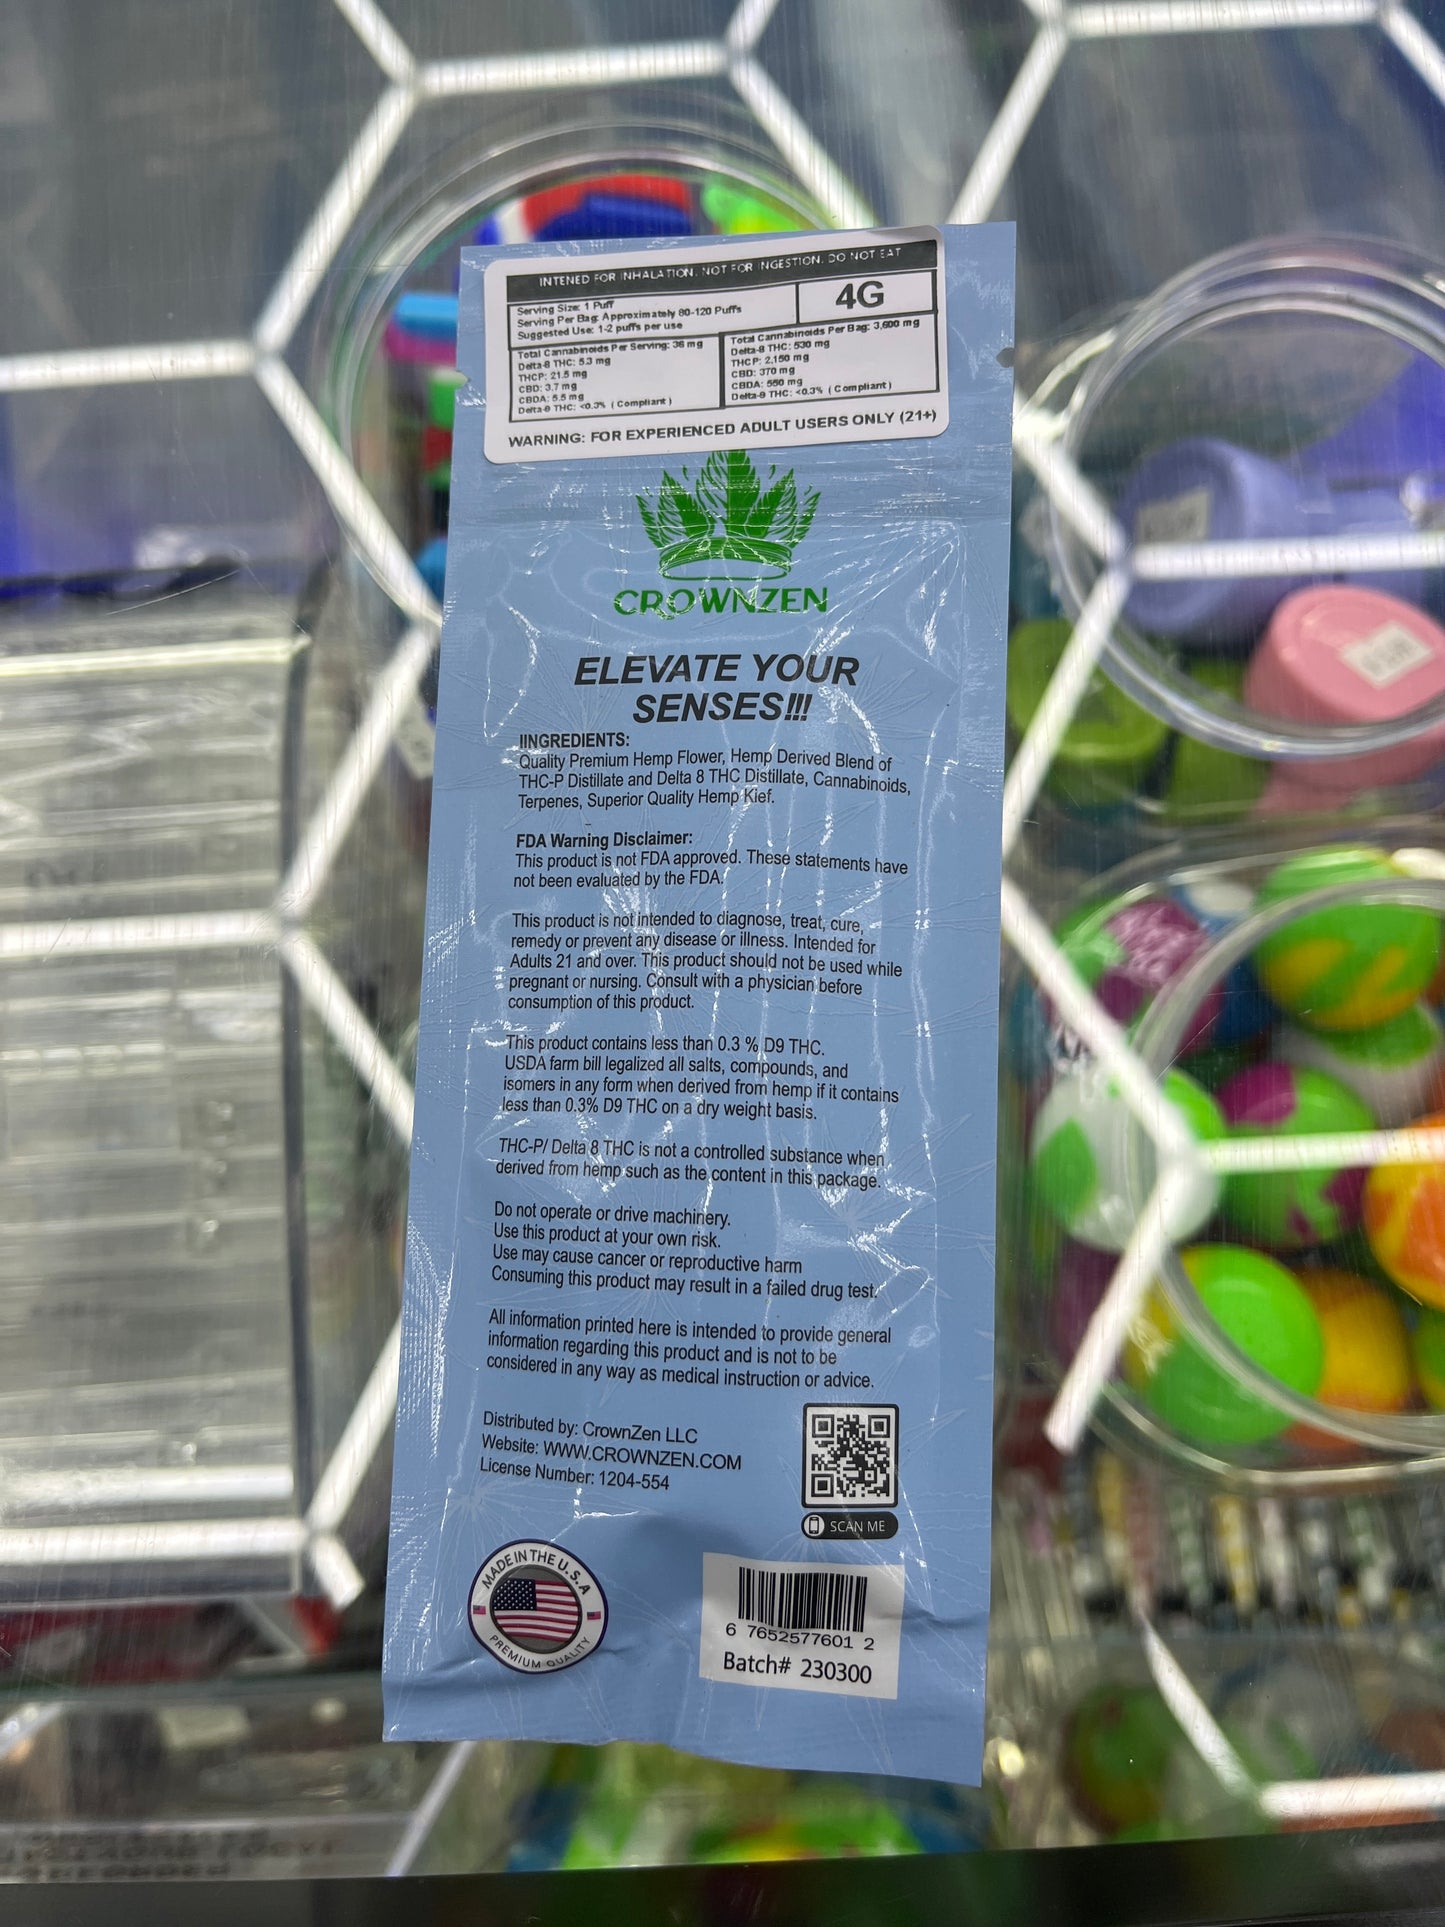 INTENED FOR INHALATION. NOT FOR INGESTION. DO NOT EAT
Serving Size: 1 Puff
Serving Per Bag: Approximately 80-120 Puffs
Suggested Use: 1-2 puffs per use
4G
Total Cannabinoids Per Serving: 36 mg
Delta-8 THC: 5.3 mg
THCP: 21.5 mg
CBD: 3.7 mg
CBDA: 5.5 mg
Delta-9 THC: <0.3% (Compliant)
Total Cannabinoids Per Bag: 3,600 mg
Delta-8 THC: 530 mg
THCP: 2,150 mg
CBD: 370 mg
CBDA: 550 mg
Delta-9 THC: <0.3% (Compliant)
WARNING: FOR EXPERIENCED ADULT USERS ONLY (21+)
CROWNZEN
ELEVATE YOUR
SENSES!!!
IINGREDIENTS:
Quality Premium Hemp Flower, Hemp Derived Blend of
THC-P Distillate and Delta 8 THC Distillate, Cannabinoids,
Terpenes, Superior Quality Hemp Kief.
FDA Warning Disclaimer:
This product is not FDA approved. These statements have
not been evaluated by the FDA.
This product is not intended to diagnose, treat, cure,
remedy or prevent any disease or illness. Intended for
Adults 21 and over. This product should not be used while
pregnant or nursing. Consult with a physician before
consumption of this product.
This product contains less than 0.3 % D9 THC.
USDA farm bill legalized all salts, compounds, and
isomers in any form when derived from hemp if it contains
less than 0.3% D9 THC on a dry weight basis.
THC-P/ Delta 8 THC is not a controlled substance when
derived from hemp such as the content in this package.
Do not operate or drive machinery.
Use this product at your own risk.
Use may cause cancer or reproductive harm
Consuming this product may result in a failed drug test.
All information printed here is intended to provide general
information regarding this product and is not to be
considered in any way as medical instruction or advice.
Distributed by: CrownZen LLC
Website: WWW.CROWNZEN.COM
License Number: 1204-554
SCAN ME
MADE IN THE U.S.A
PREMIUM QUALITY
6 7652577601 2
Batch# 230300